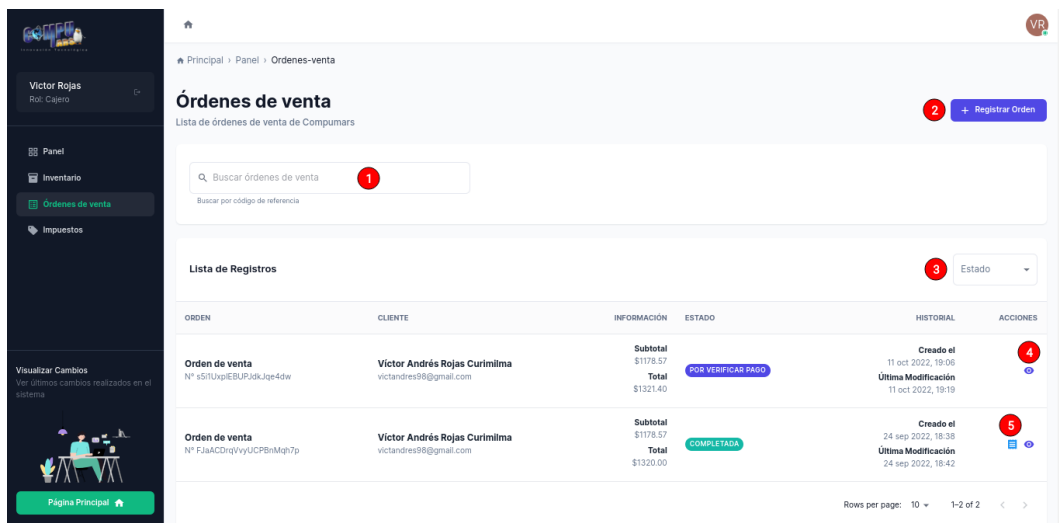 COMPU
MARS
Innovación Tecnológica
VR
Principal › Panel › Ordenes-venta
Victor Rojas
Rol: Cajero
Órdenes de venta
Lista de órdenes de venta de Compumars
2
+ Registrar Orden
Panel
Inventario
Órdenes de venta
Impuestos
Buscar órdenes de venta
1
Buscar por código de referencia
Lista de Registros
3
Estado
ORDEN CLIENTE INFORMACIÓN ESTADO HISTORIAL ACCIONES
Orden de venta
N° s5i1UxplEBUPJdkJqe4dw
Víctor Andrés Rojas Curimilma
victandres98@gmail.com
Subtotal
$1178.57
Total
$1321.40
POR VERIFICAR PAGO
Creado el
11 oct 2022, 19:06
Última Modificación
11 oct 2022, 19:19
4
Orden de venta
N° FJaACDrqVvyUCPBnMqh7p
Víctor Andrés Rojas Curimilma
victandres98@gmail.com
Subtotal
$1178.57
Total
$1320.00
COMPLETADA
Creado el
24 sep 2022, 18:38
Última Modificación
24 sep 2022, 18:42
5
Visualizar Cambios
Ver últimos cambios realizados en el
sistema
Página Principal
Rows per page: 10 1–2 of 2